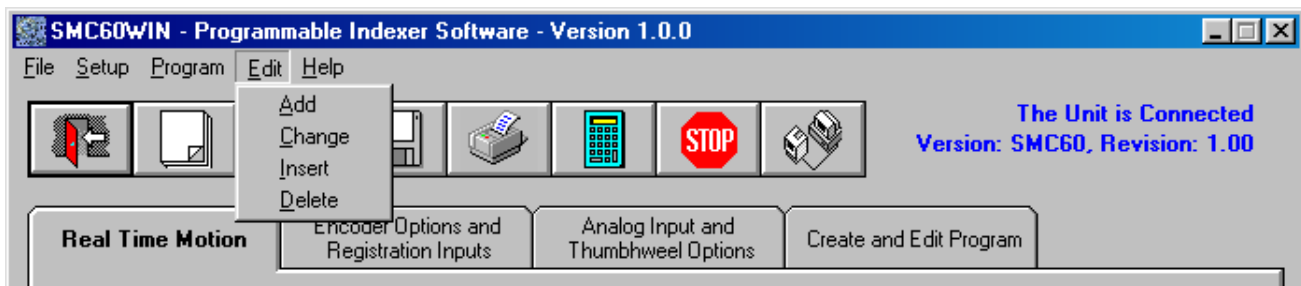 SMC60WIN - Programmable Indexer Software - Version 1.0.0
File Setup Program Edit Help
Add
Change
Insert
Delete
STOP
The Unit is Connected
Version: SMC60, Revision: 1.00
Real Time Motion
Encoder Options and
Registration Inputs
Analog Input and
Thumbhweel Options
Create and Edit Program